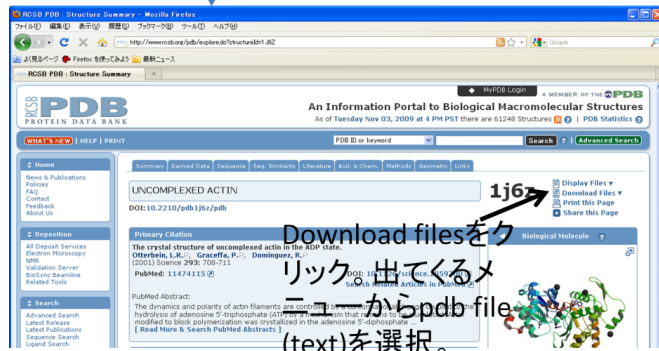 RCSB PDB : Structure Summary - Mozilla Firefox
ファイル(F) 編集(E) 表示(V) 履歴(S) ブックマーク(B) ツール(T) ヘルプ(H)
http://www.rcsb.org/pdb/explore.do?structureId=1J6Z
Google
よく見るページ Firefox を使ってみよう 最新ニュース
RCSB PDB : Structure Summary
MyPDB Login
A MEMBER OF THE PDB
PDB
PROTEIN DATA BANK
An Information Portal to Biological Macromolecular Structures
As of Tuesday Nov 03, 2009 at 4 PM PST there are 61248 Structures | PDB Statistics
WHAT'S NEW | HELP | PRINT
PDB ID or keyword
Search
Advanced Search
Home
News & Publications
Policies
FAQ
Contact
Feedback
About Us
Deposition
All Deposit Services
Electron Microscopy
NMR
Validation Server
BioSync Beamline
Related Tools
Search
Advanced Search
Latest Release
Latest Publications
Sequence Search
Ligand Search
Summary Derived Data Sequence Seq. Similarity Literature Biol. & Chem. Methods Geometry Links
UNCOMPLEXED ACTIN
1j6z
DOI:10.2210/pdb1j6z/pdb
Display Files
Download Files
Print this Page
Share this Page
Primary Citation
The crystal structure of uncomplexed actin in the ADP state.
Otterbein, L.R., Graceffa, P., Dominguez, R.
(2001) Science 293: 708-711
PubMed: 11474115
Search Related Articles in PubMed
PubMed Abstract:
The dynamics and polarity of actin filaments are controlled by
hydrolysis of adenosine 5'-triphosphate (ATP) by
modified to block polymerization was crystallized in the adenosine 5'-diphosphate ...
[ Read More & Search PubMed Abstracts ]
Biological Molecule
Download filesをク
リック。出てくるメ
ニューからpdb file
(text)を選択。